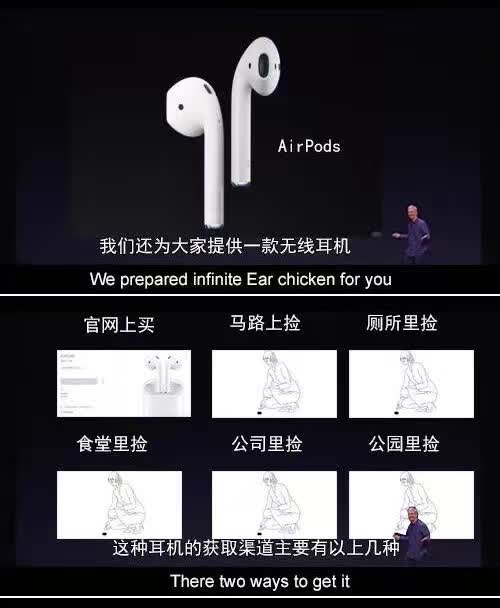 AirPods
我们还为大家提供一款无线耳机
We prepared infinite Ear chicken for you
官网上买
马路上捡
厕所里捡
食堂里捡
公司里捡
公园里捡
这种耳机的获取渠道主要有以上几种
There two ways to get it